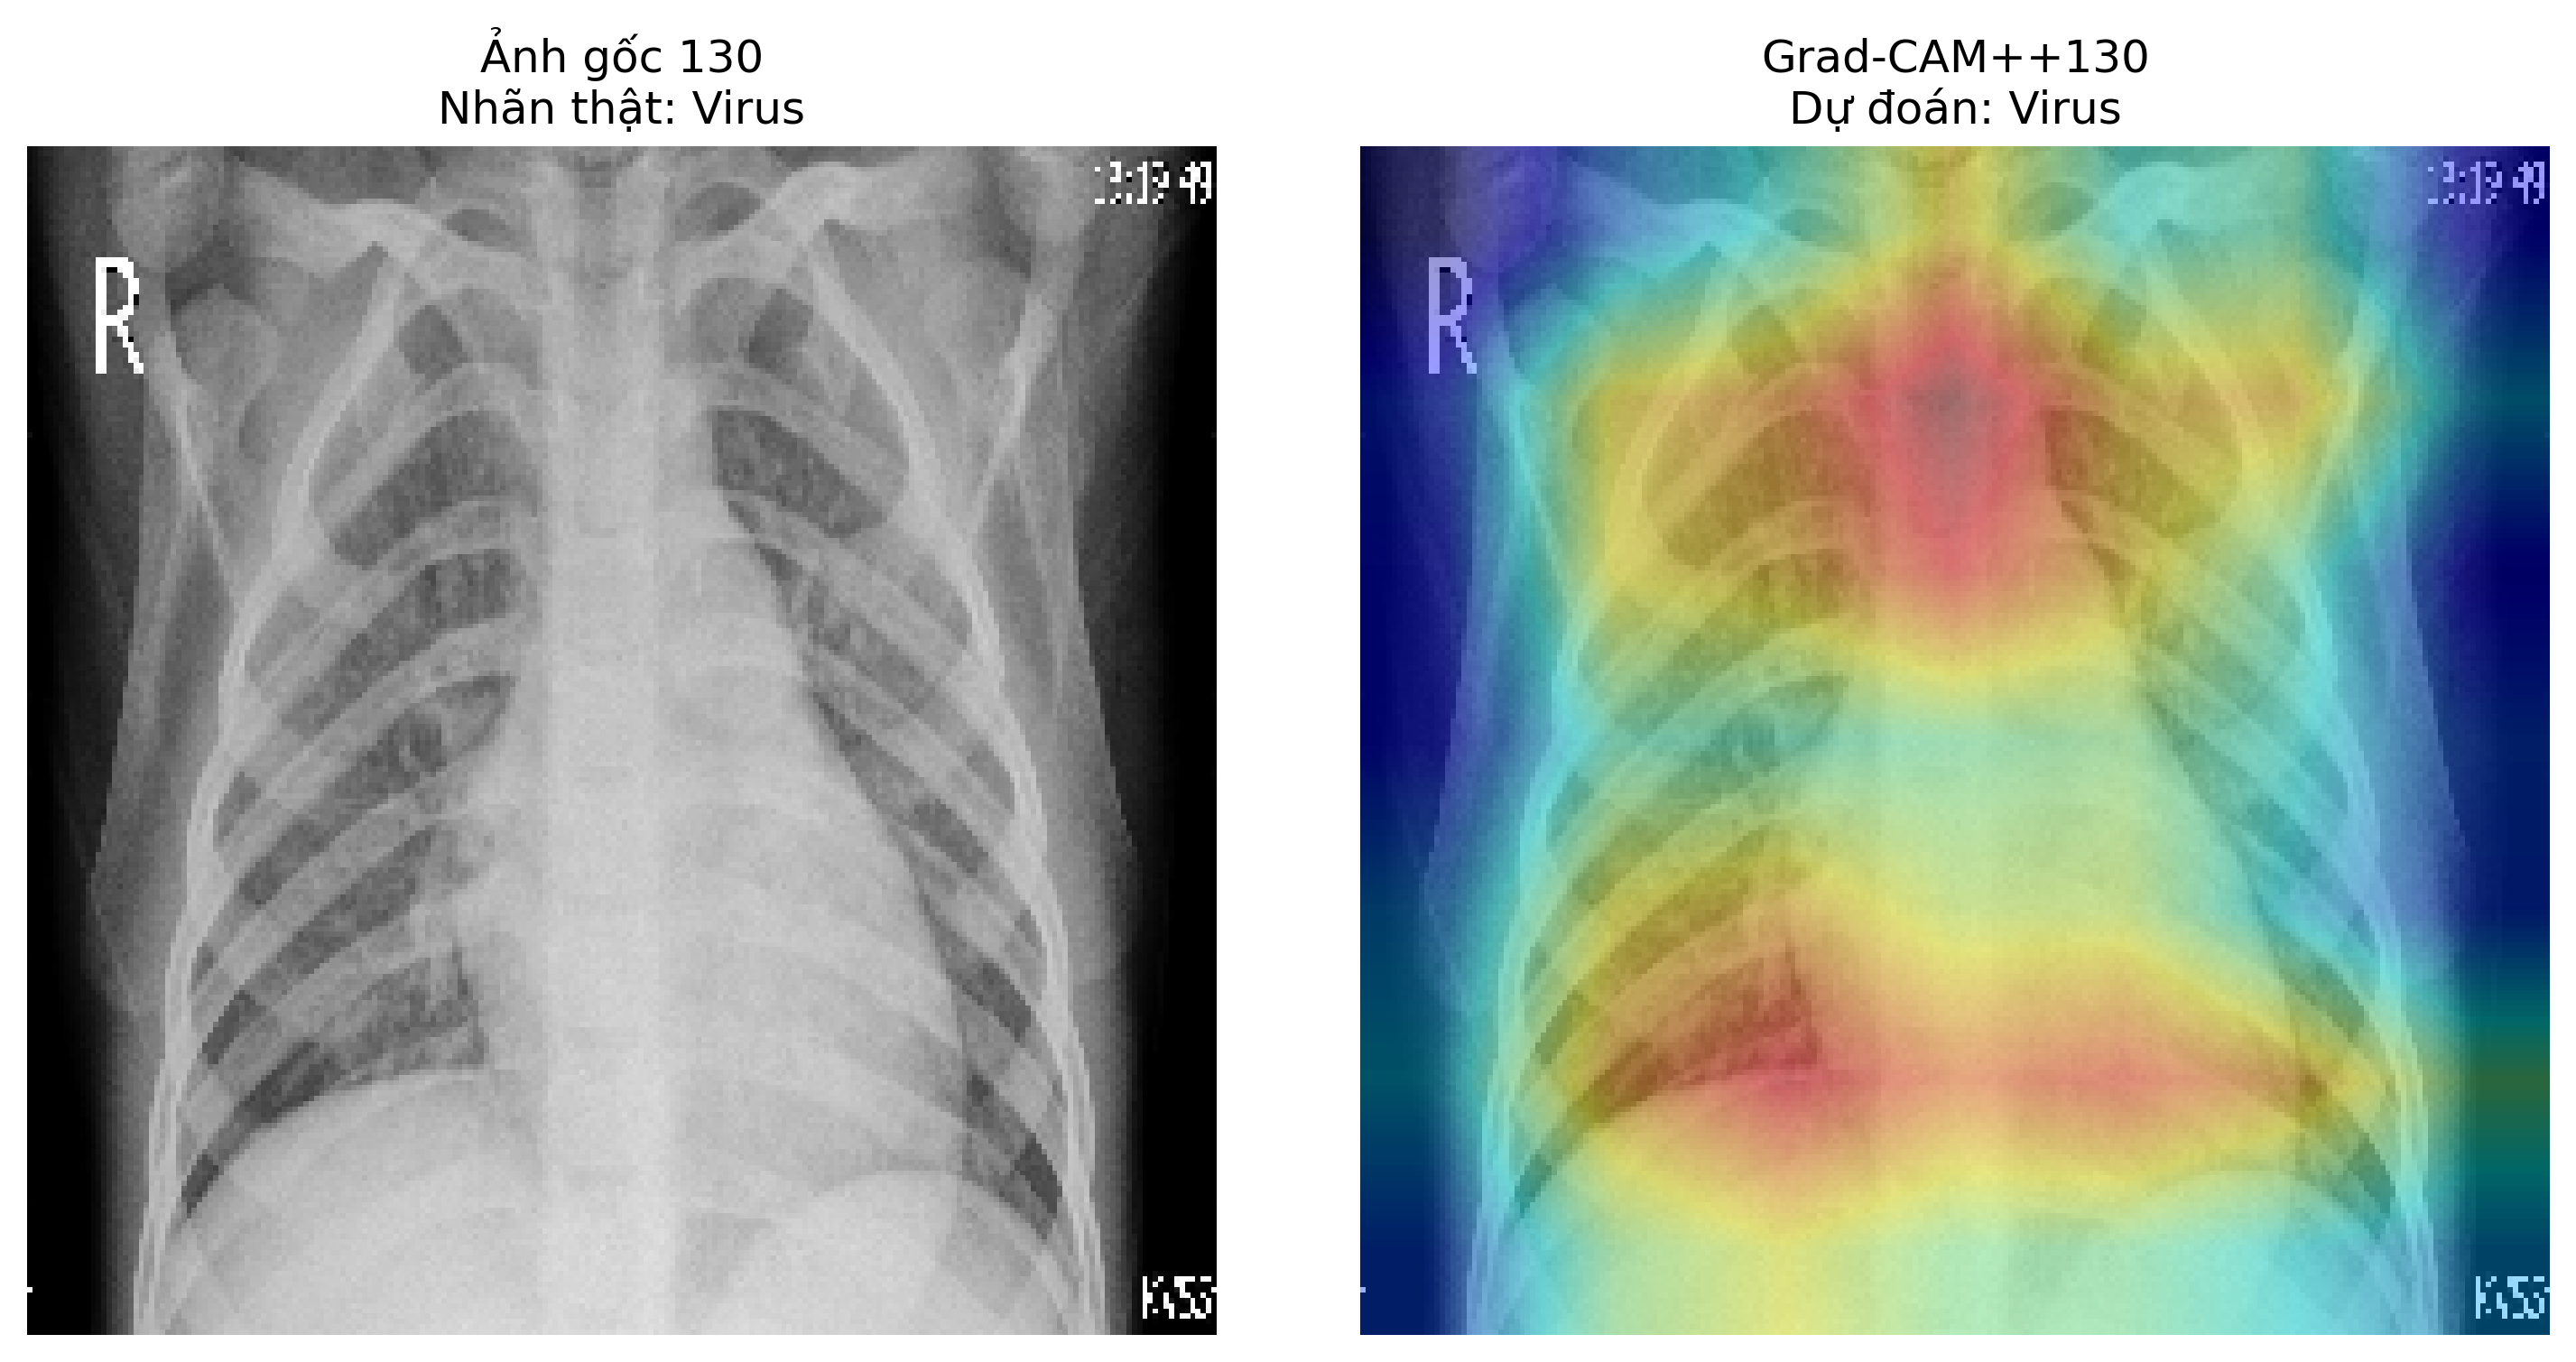 Ảnh gốc 130
Nhãn thật: Virus
Grad-CAM++130
Dự đoán: Virus
R
R